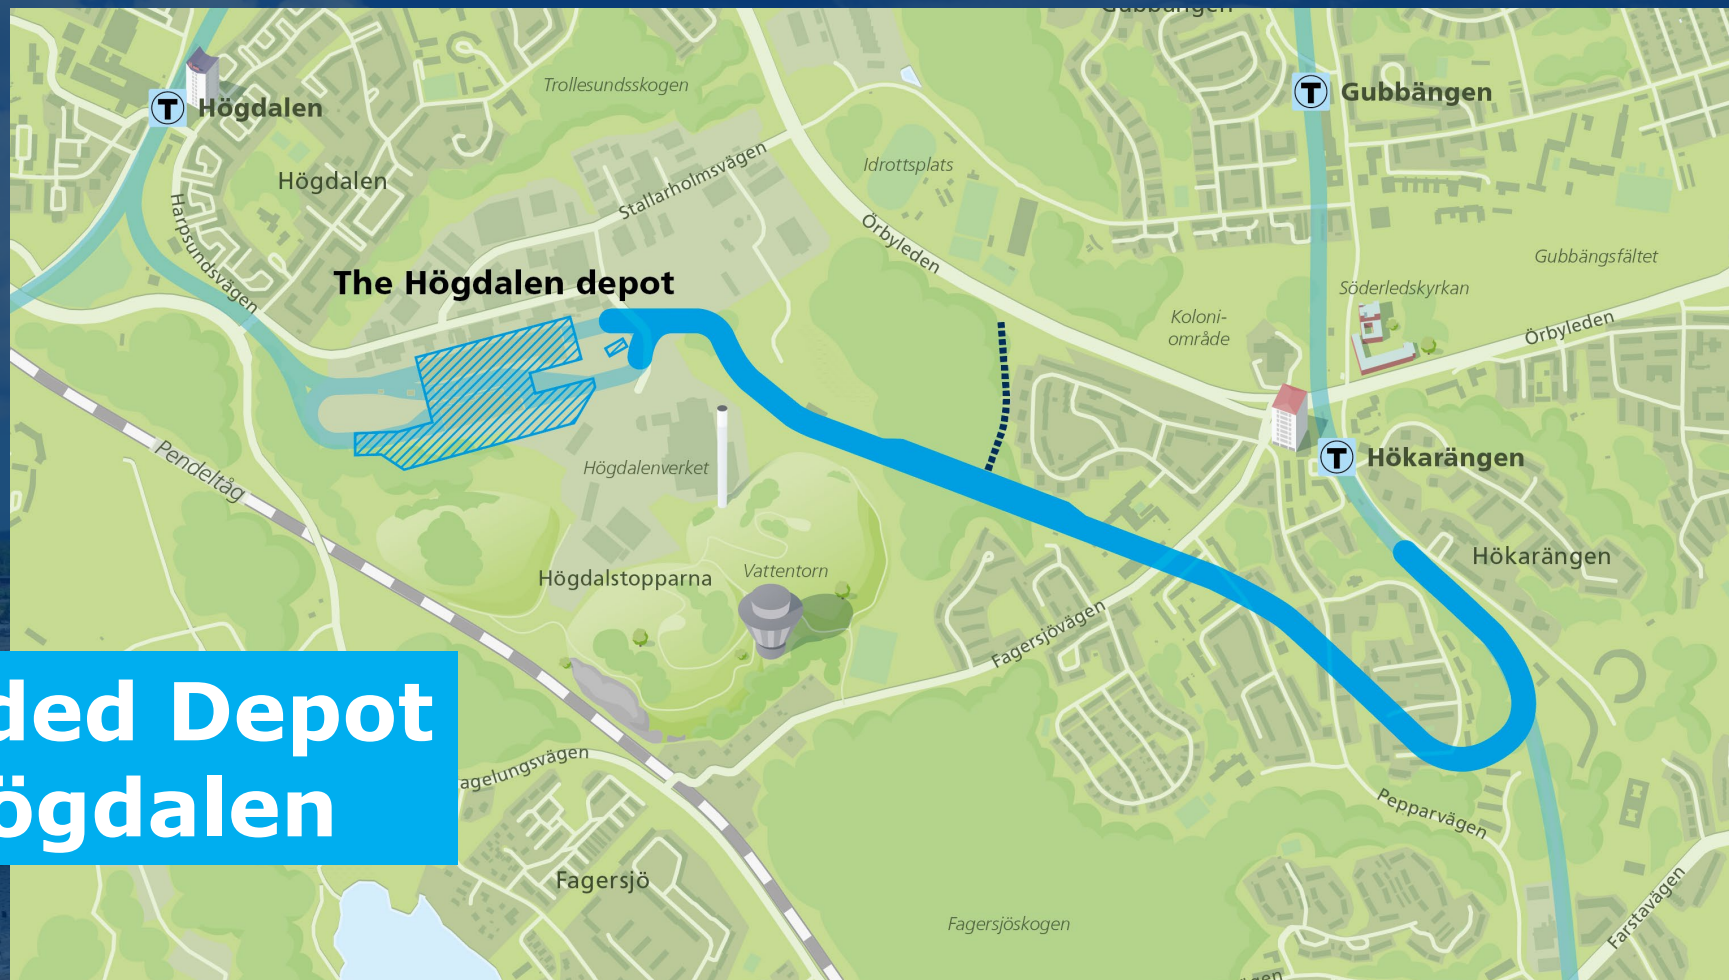 Gubbängen
T Högdalen
Trollesundsskogen
T Gubbängen
Högdalen
Idrottsplats
Stallarholmsvägen
Harpsundsvägen
Örbyleden
Gubbängsfältet
The Högdalen depot
Söderledskyrkan
Koloni-
område
Örbyleden
Pendeltåg
Högdalenverket
T Hökarängen
Hökarängen
Högdalstopparna
Vattentorn
Fagersjövägen
ded Depot
ögdalen
agelungsvägen
Pepparvägen
Fagersjö
Fagersjöskogen
Farstavägen